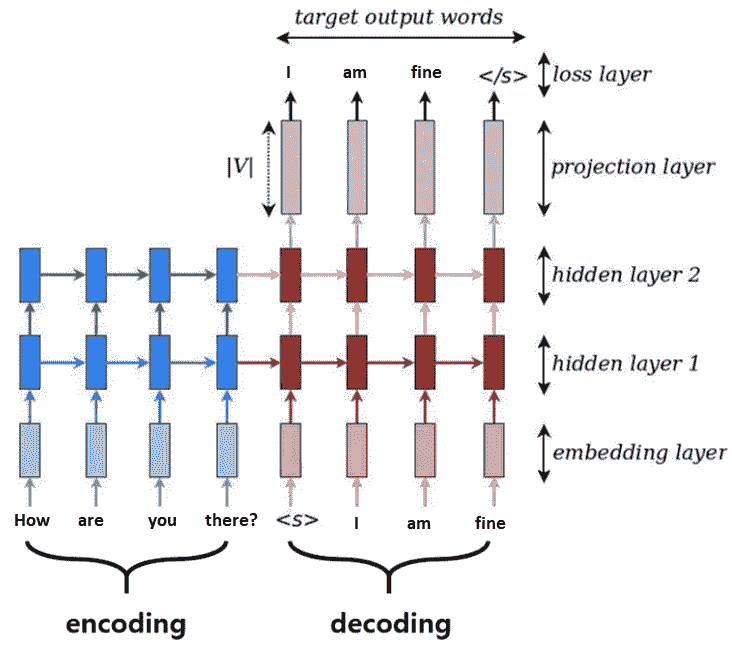 target output words
I am fine </s> loss layer
|V| projection layer
hidden layer 2
hidden layer 1
embedding layer
How are you there? <s> I am fine
encoding decoding